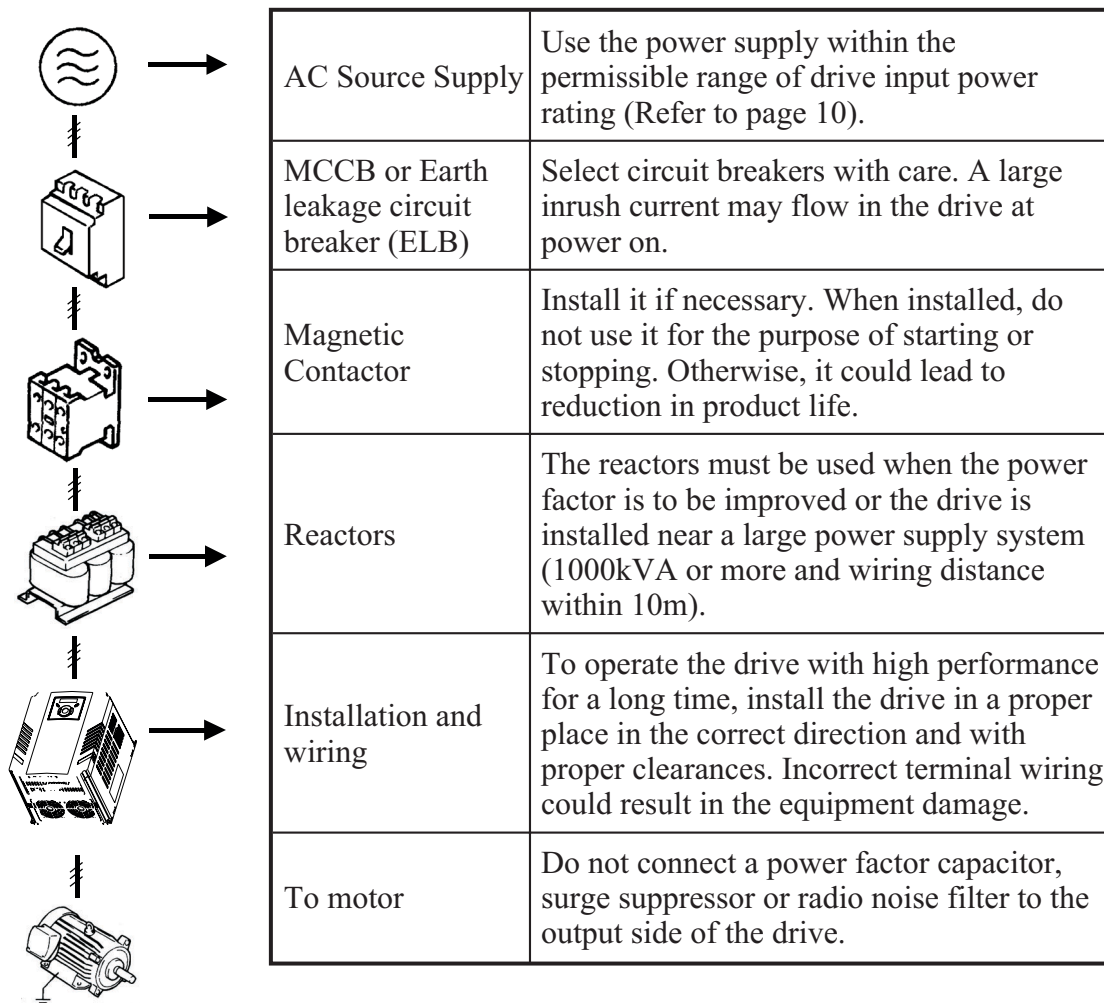 AC Source Supply
Use the power supply within the
permissible range of drive input power
rating (Refer to page 10).
MCCB or Earth
leakage circuit
breaker (ELB)
Select circuit breakers with care. A large
inrush current may flow in the drive at
power on.
Magnetic
Contactor
Install it if necessary. When installed, do
not use it for the purpose of starting or
stopping. Otherwise, it could lead to
reduction in product life.
Reactors
The reactors must be used when the power
factor is to be improved or the drive is
installed near a large power supply system
(1000kVA or more and wiring distance
within 10m).
Installation and
wiring
To operate the drive with high performance
for a long time, install the drive in a proper
place in the correct direction and with
proper clearances. Incorrect terminal wiring
could result in the equipment damage.
To motor
Do not connect a power factor capacitor,
surge suppressor or radio noise filter to the
output side of the drive.